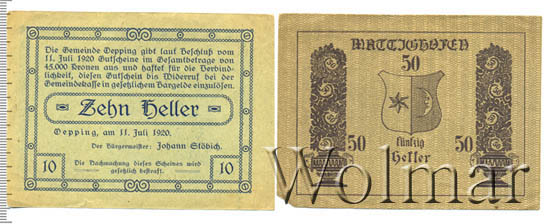 Die Gemeinde Oepping gibt lauf Beschluß vom
11. Juli 1920 Gutscheine im Gesamtbetrage von
45.000 Kronen aus und haftet für die Verbind-
lichkeit, diesen Gutschein bis Widerruf bei der
Gemeindekasse in gesetzlichem Bargelde einzulösen.
Zehn Heller
Oepping, am 11. Juli 1920.
Der Bürgermeister: Johann Stöbich.
10
Die Nachmachung dieses Scheines wird
gesetzlich bestraft.
10
MATTIGHOFEN
50
50
fünfzig
Heller
50
Wolmar